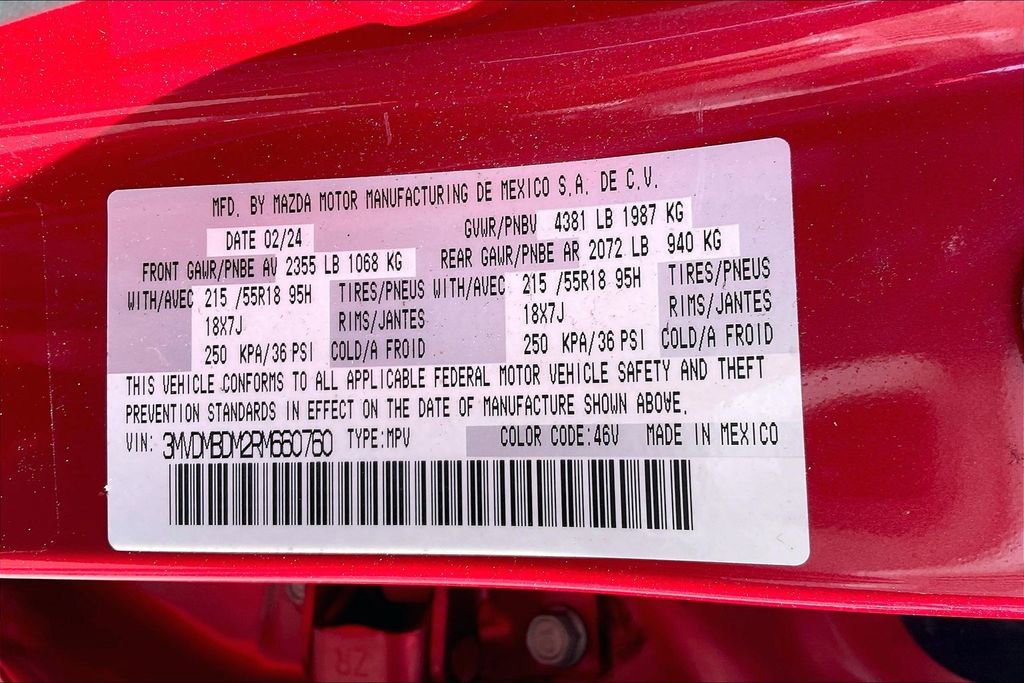 MFD. BY MAZDA MOTOR MANUFACTURING DE MEXICO S.A. DE C.V.
DATE 02/24 GVWR/PNBV 4381 LB 1987 KG
FRONT GAWR/PNBE AV 2355 LB 1068 KG REAR GAWR/PNBE AR 2072 LB 940 KG
WITH/AVEC 215 /55R18 95H TIRES/PNEUS WITH/AVEC 215 /55R18 95H TIRES/PNEUS
18X7J RIMS/JANTES 18X7J RIMS/JANTES
250 KPA/36 PSI COLD/A FROID 250 KPA/36 PSI COLD/A FROID
THIS VEHICLE CONFORMS TO ALL APPLICABLE FEDERAL MOTOR VEHICLE SAFETY AND THEFT
PREVENTION STANDARDS IN EFFECT ON THE DATE OF MANUFACTURE SHOWN ABOVE.
VIN: 3MVDMBDM2RM660760 TYPE:MPV COLOR CODE:46V MADE IN MEXICO
ZR